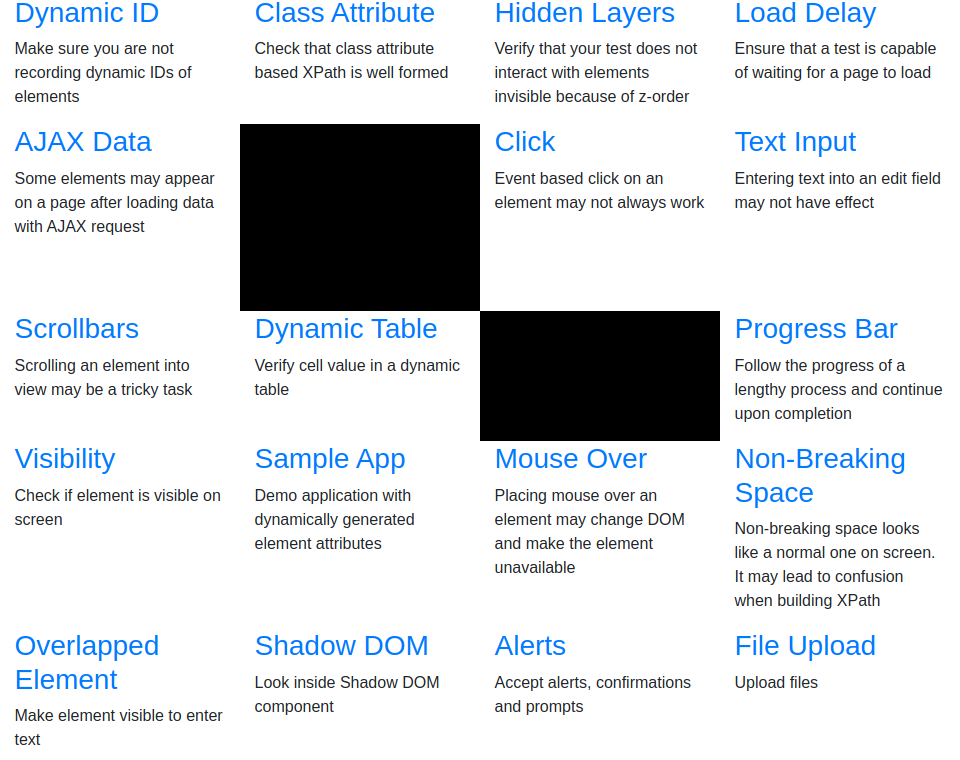 Dynamic ID
Make sure you are not
recording dynamic IDs of
elements
Class Attribute
Check that class attribute
based XPath is well formed
Hidden Layers
Verify that your test does not
interact with elements
invisible because of z-order
Load Delay
Ensure that a test is capable
of waiting for a page to load
AJAX Data
Some elements may appear
on a page after loading data
with AJAX request
Click
Event based click on an
element may not always work
Text Input
Entering text into an edit field
may not have effect
Scrollbars
Scrolling an element into
view may be a tricky task
Dynamic Table
Verify cell value in a dynamic
table
Progress Bar
Follow the progress of a
lengthy process and continue
upon completion
Visibility
Check if element is visible on
screen
Sample App
Demo application with
dynamically generated
element attributes
Mouse Over
Placing mouse over an
element may change DOM
and make the element
unavailable
Non-Breaking
Space
Non-breaking space looks
like a normal one on screen.
It may lead to confusion
when building XPath
Overlapped
Element
Make element visible to enter
text
Shadow DOM
Look inside Shadow DOM
component
Alerts
Accept alerts, confirmations
and prompts
File Upload
Upload files